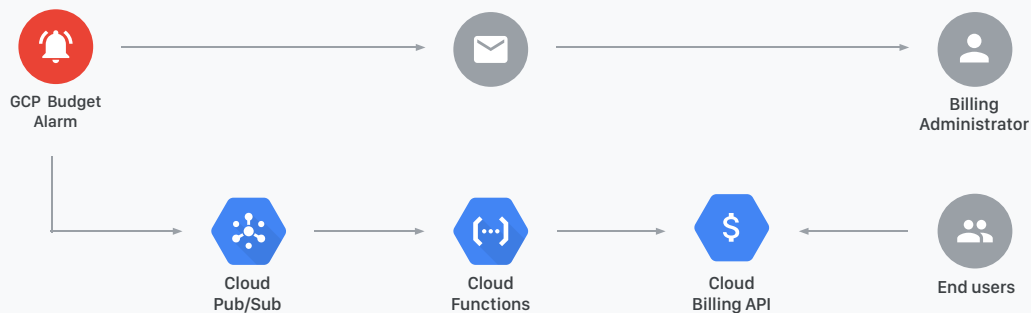 GCP Budget
Alarm
Billing
Administrator
Cloud
Pub/Sub
Cloud
Functions
Cloud
Billing API
End users